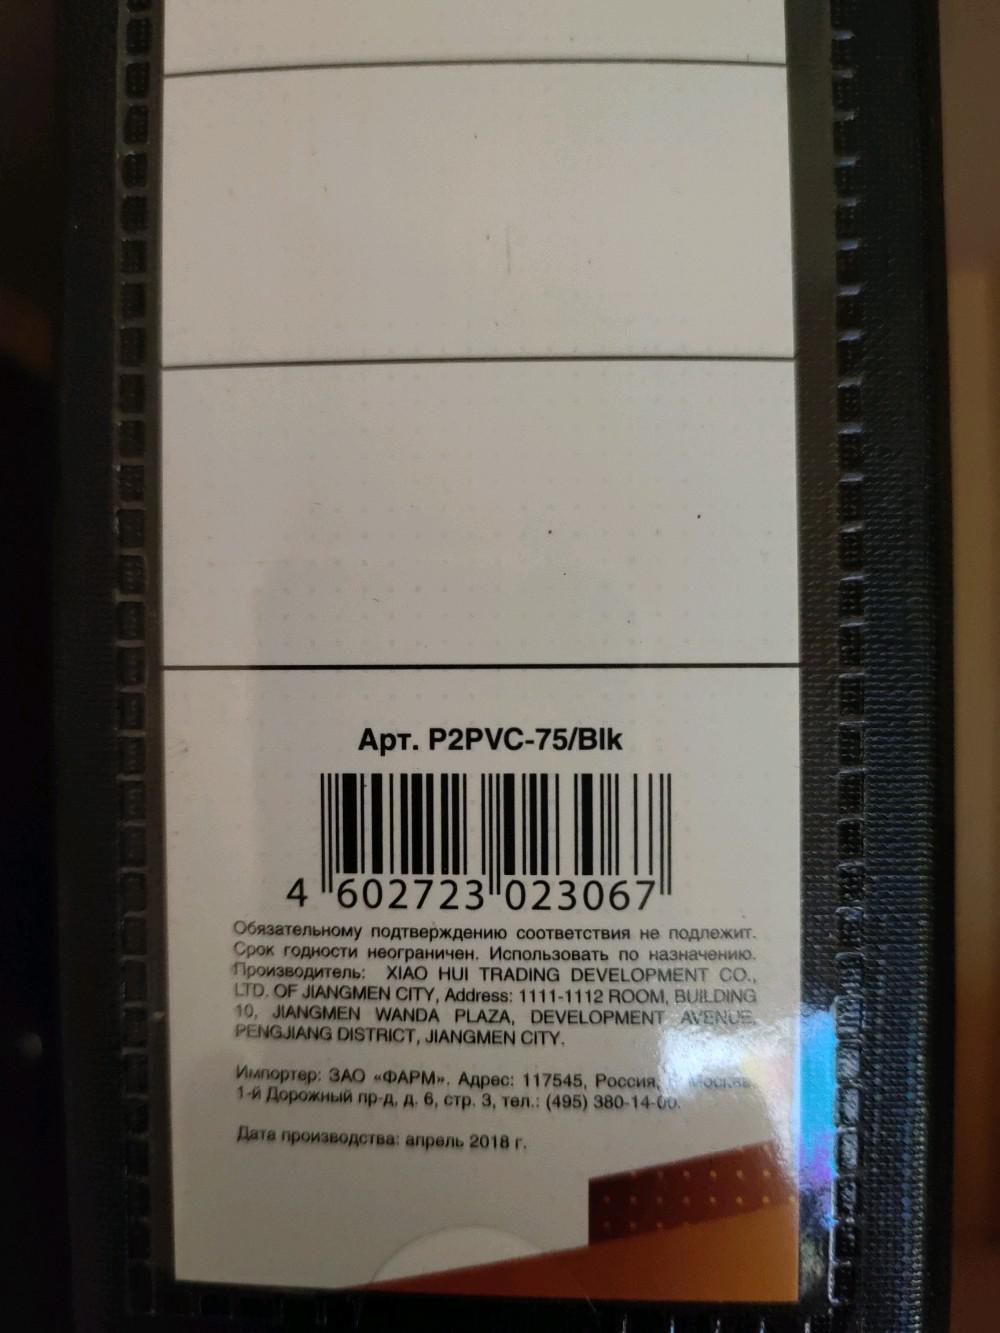 Арт. P2PVC-75/Blk
4 602723 023067
Обязательному подтверждению соответствия не подлежит.
Срок годности неограничен. Использовать по назначению.
Производитель: XIAO HUI TRADING DEVELOPMENT CO.,
LTD. OF JIANGMEN CITY, Address: 1111-1112 ROOM, BUILDING
10, JIANGMEN WANDA PLAZA, DEVELOPMENT AVENUE,
PENGJIANG DISTRICT, JIANGMEN CITY.
Импортер: ЗАО «ФАРМ». Адрес: 117545, Россия, г. Москва,
1-й Дорожный пр-д, д. 6, стр. 3, тел.: (495) 380-14-00.
Дата производства: апрель 2018 г.